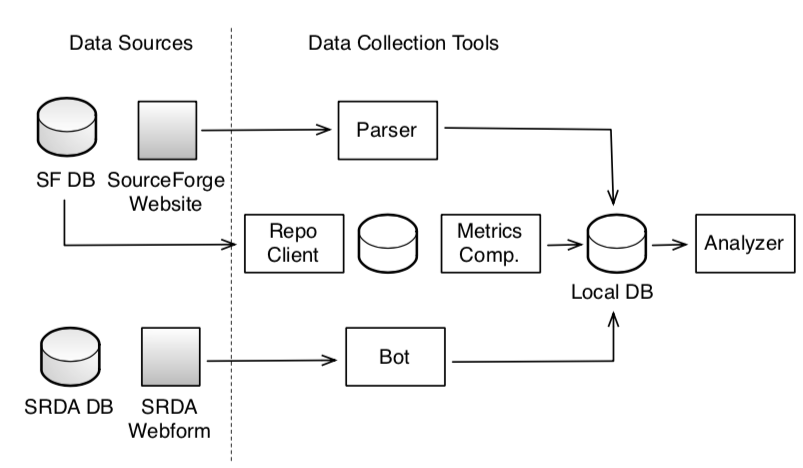 Data Sources
Data Collection Tools
Parser
SF DB
SourceForge
Website
Repo
Client
Metrics
Comp.
Analyzer
Local DB
Bot
SRDA DB
SRDA
Webform